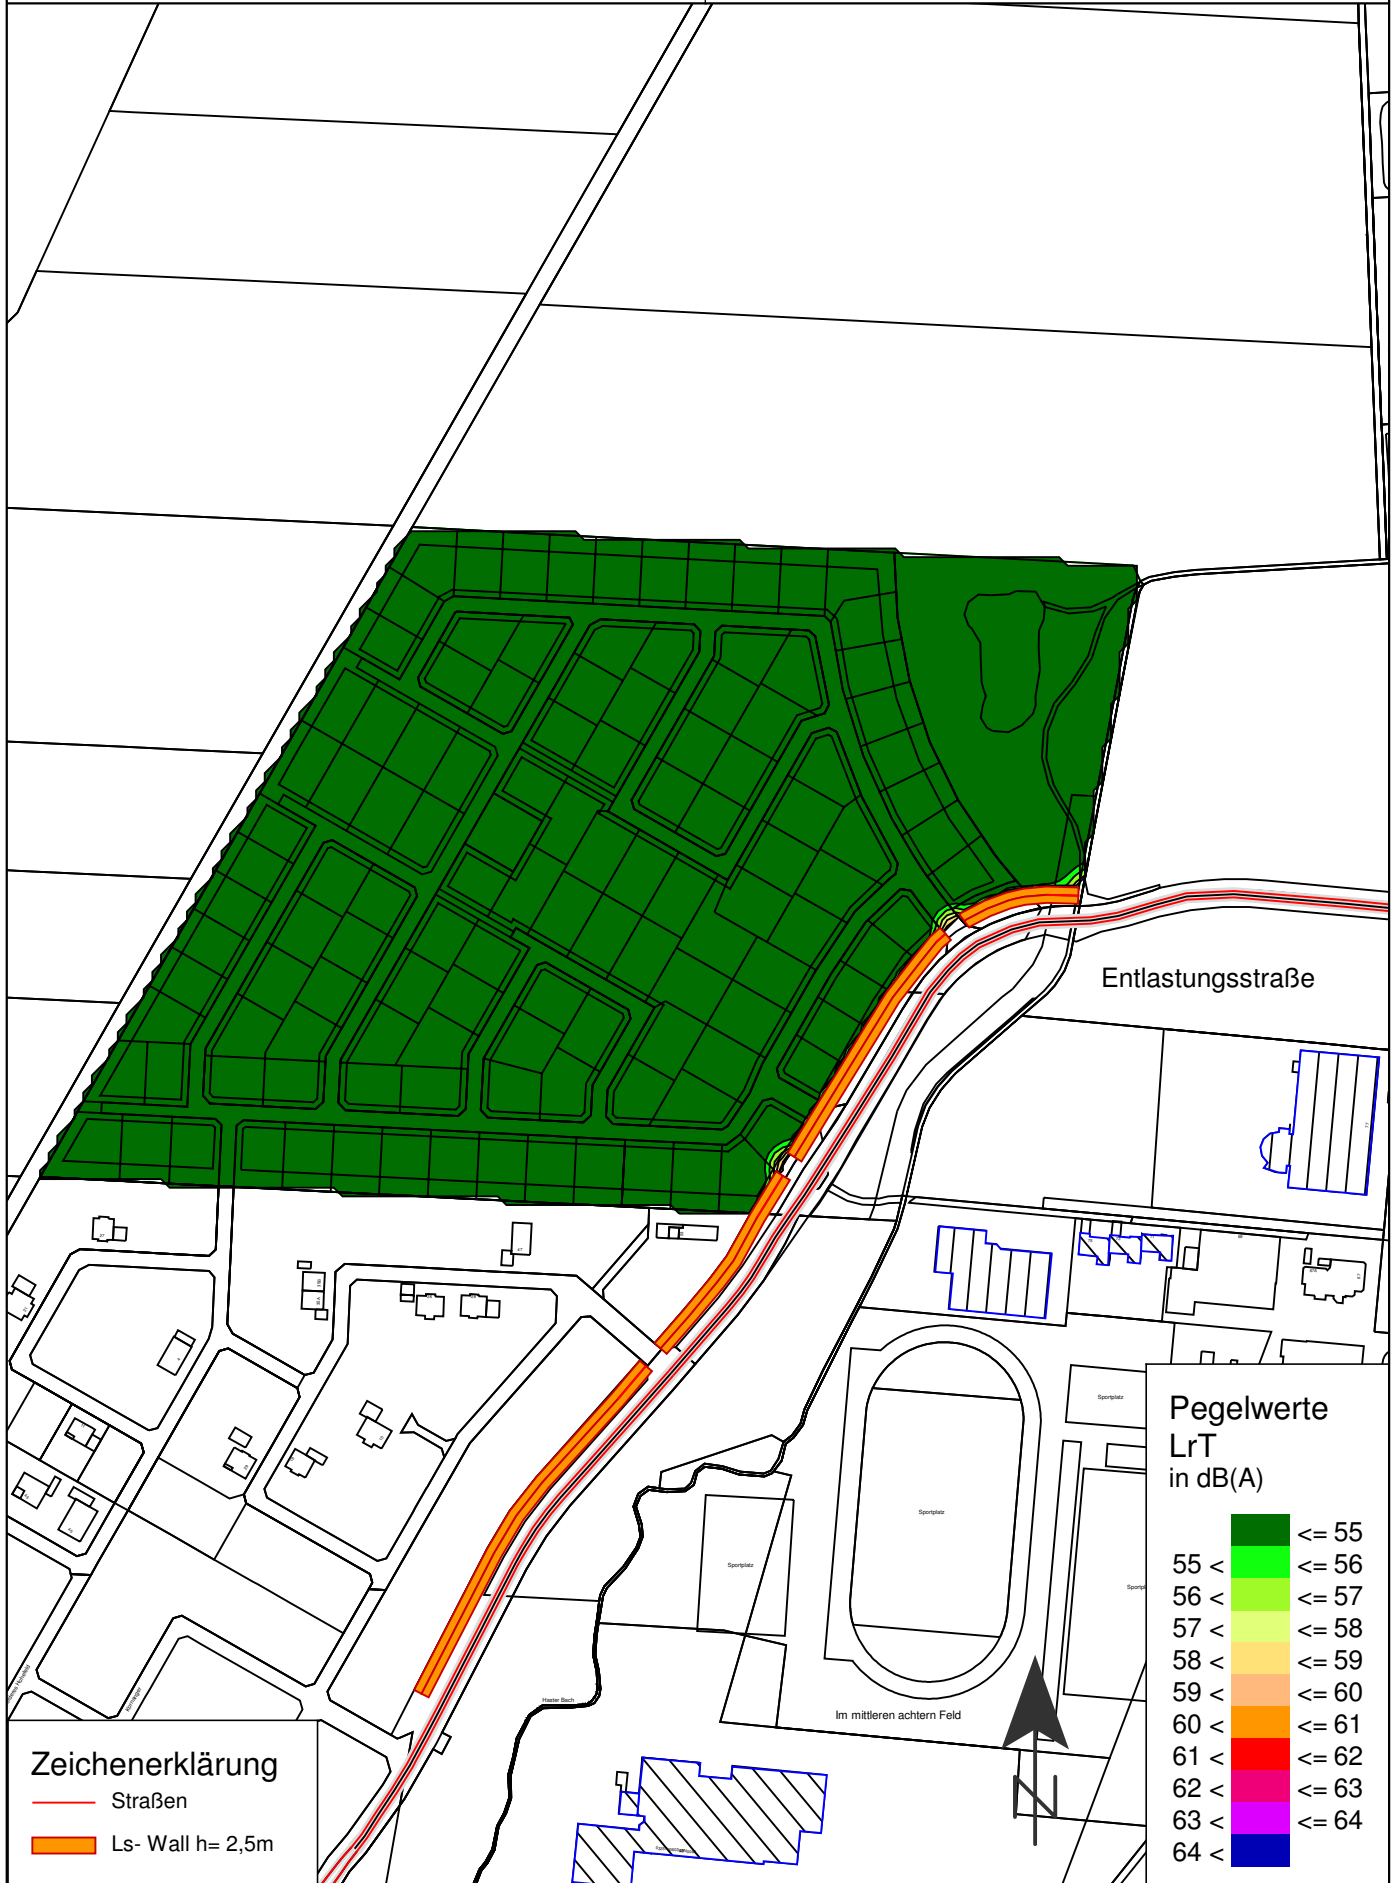 Entlastungsstraße
Sportplatz
Sportplatz
Sportplatz
Haster Bach
Im mittleren achtern Feld
Pegelwerte
LrT
in dB(A)
<= 55
55 < <= 56
56 < <= 57
57 < <= 58
58 < <= 59
59 < <= 60
60 < <= 61
61 < <= 62
62 < <= 63
63 < <= 64
64 <
N
Zeichenerklärung
Straßen
Ls- Wall h= 2,5m